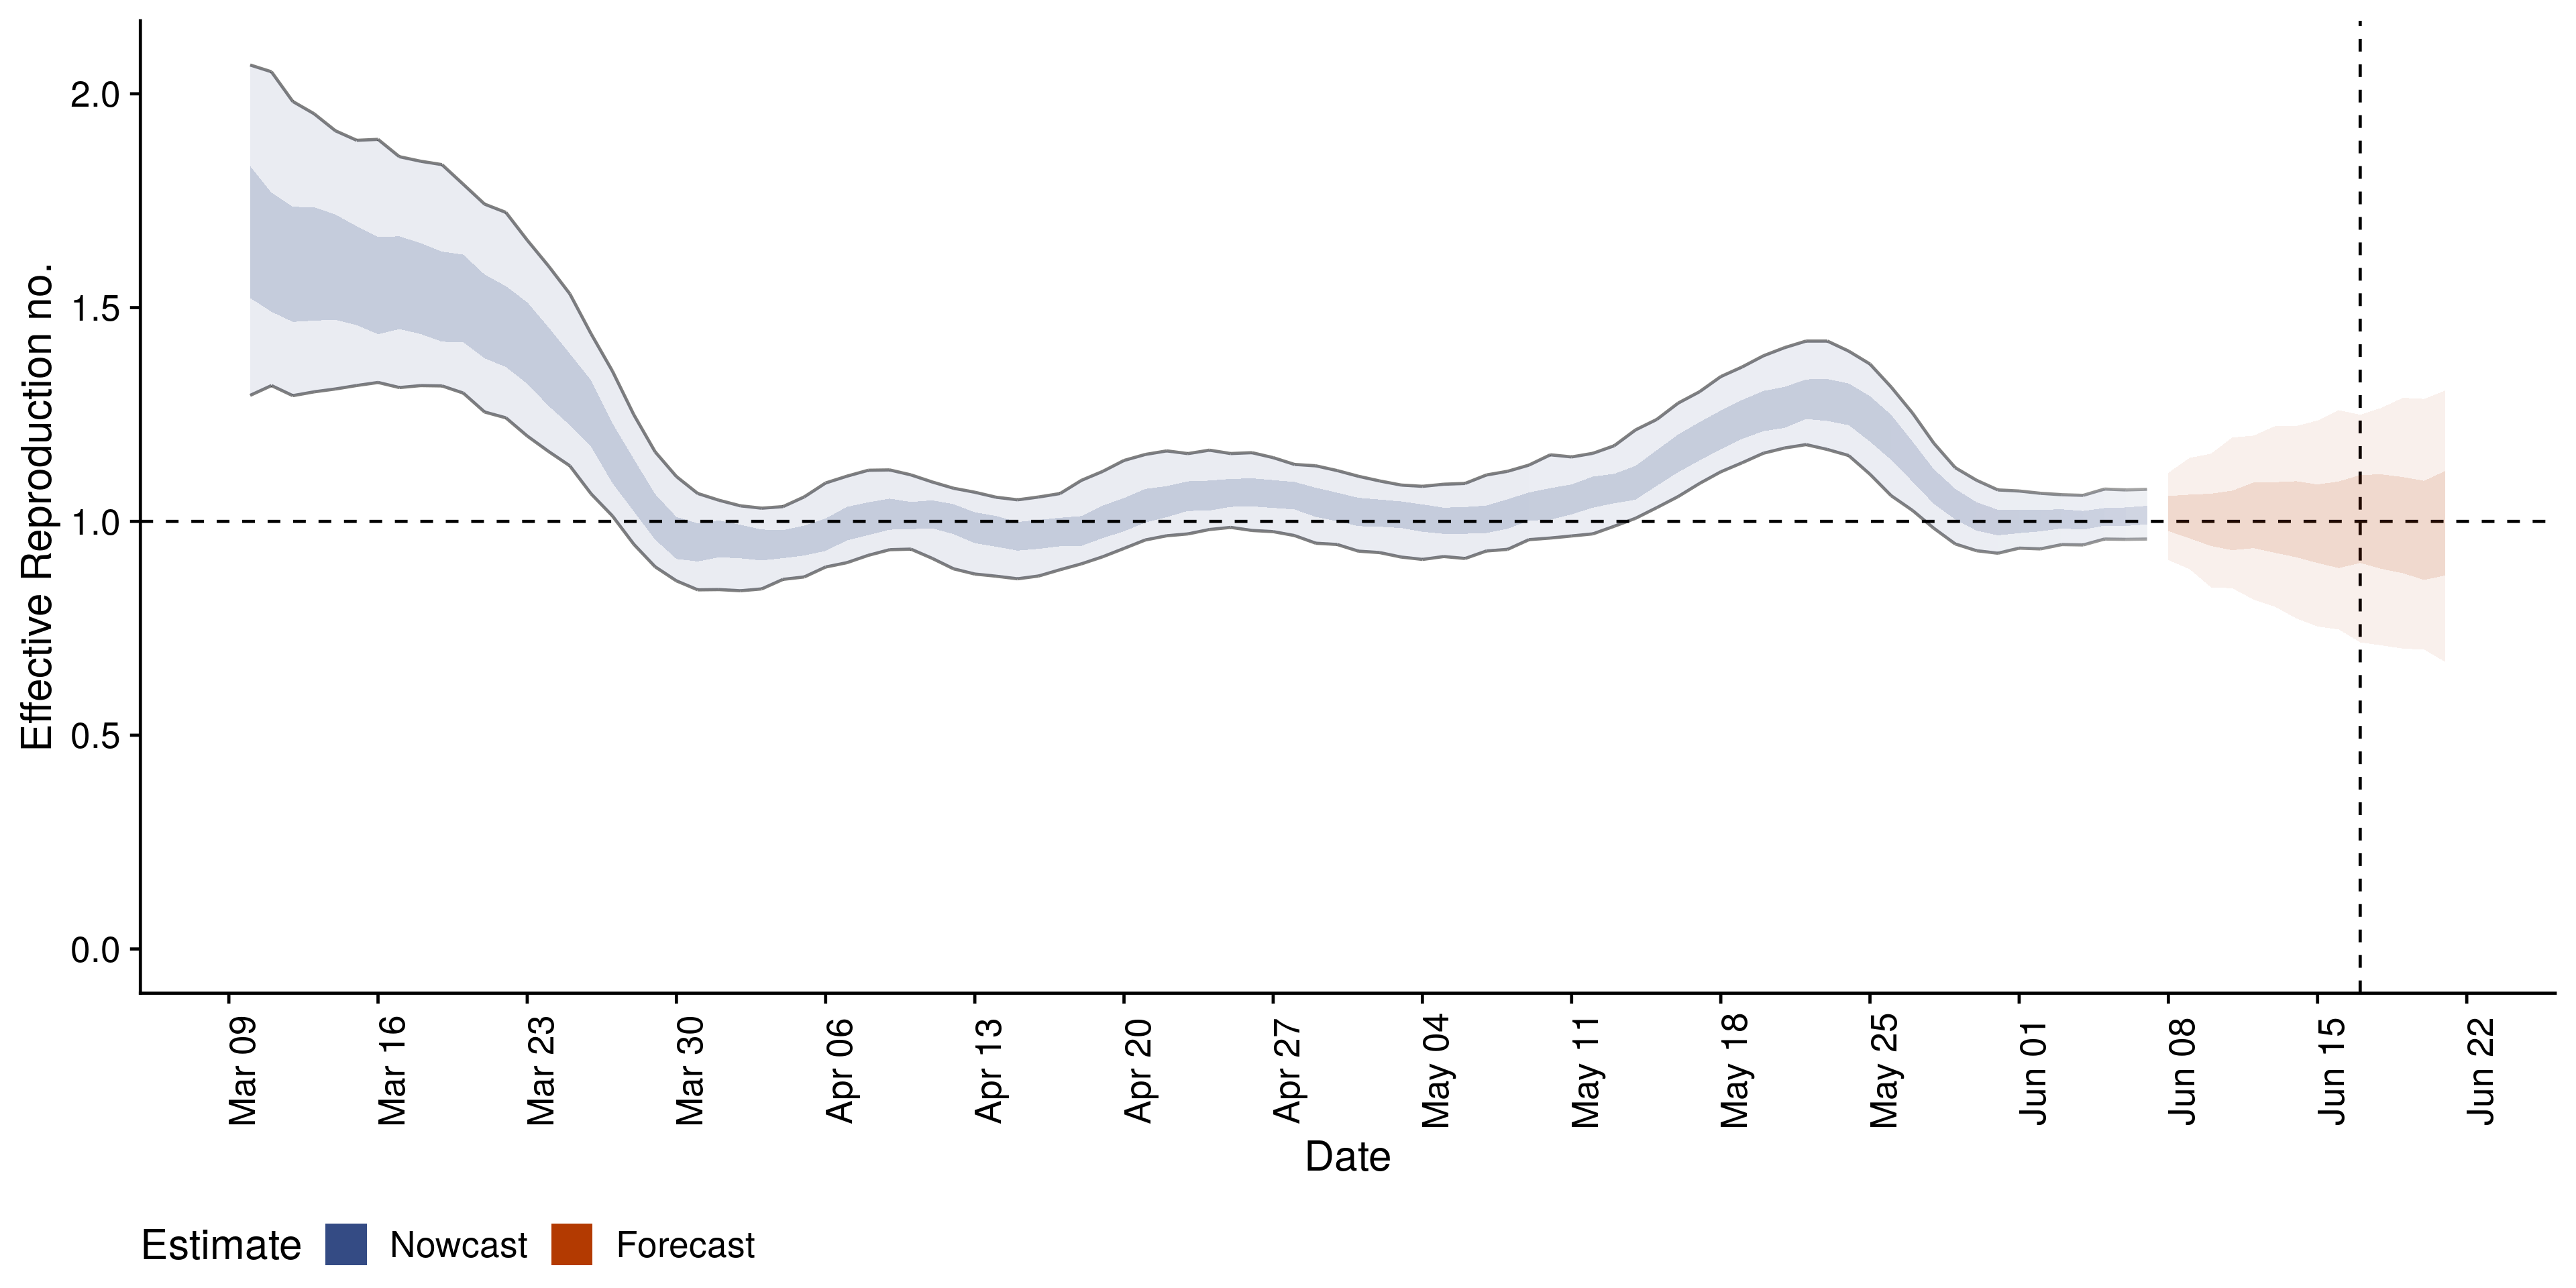 Effective Reproduction no.
2.0
1.5
1.0
0.5
0.0
Mar 09
Mar 16
Mar 23
Mar 30
Apr 06
Apr 13
Apr 20
Apr 27
May 04
May 11
May 18
May 25
Jun 01
Jun 08
Jun 15
Jun 22
Date
Estimate Nowcast Forecast